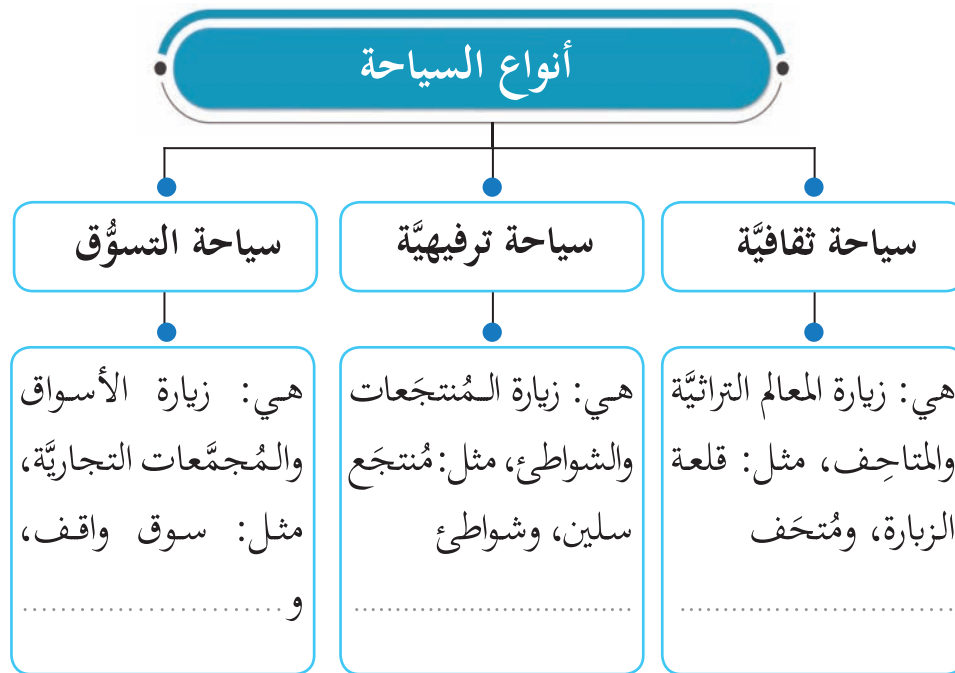 أنواع السياحة
سياحة ثقافيَّة
سياحة ترفيهيَّة
سياحة التسوُّق
هي: زيارة المعالم التراثيَّة
والمتاحِف، مثل: قلعة
الزبارة، ومُتحَف
..............................
هي: زيارة المُنتجَعات
والشواطئ، مثل: مُنتجَع
سلين، وشواطئ
..............................
هي: زيارة الأسواق
والمُجمَّعات التجاريَّة،
مثل: سوق واقف،
و..............................